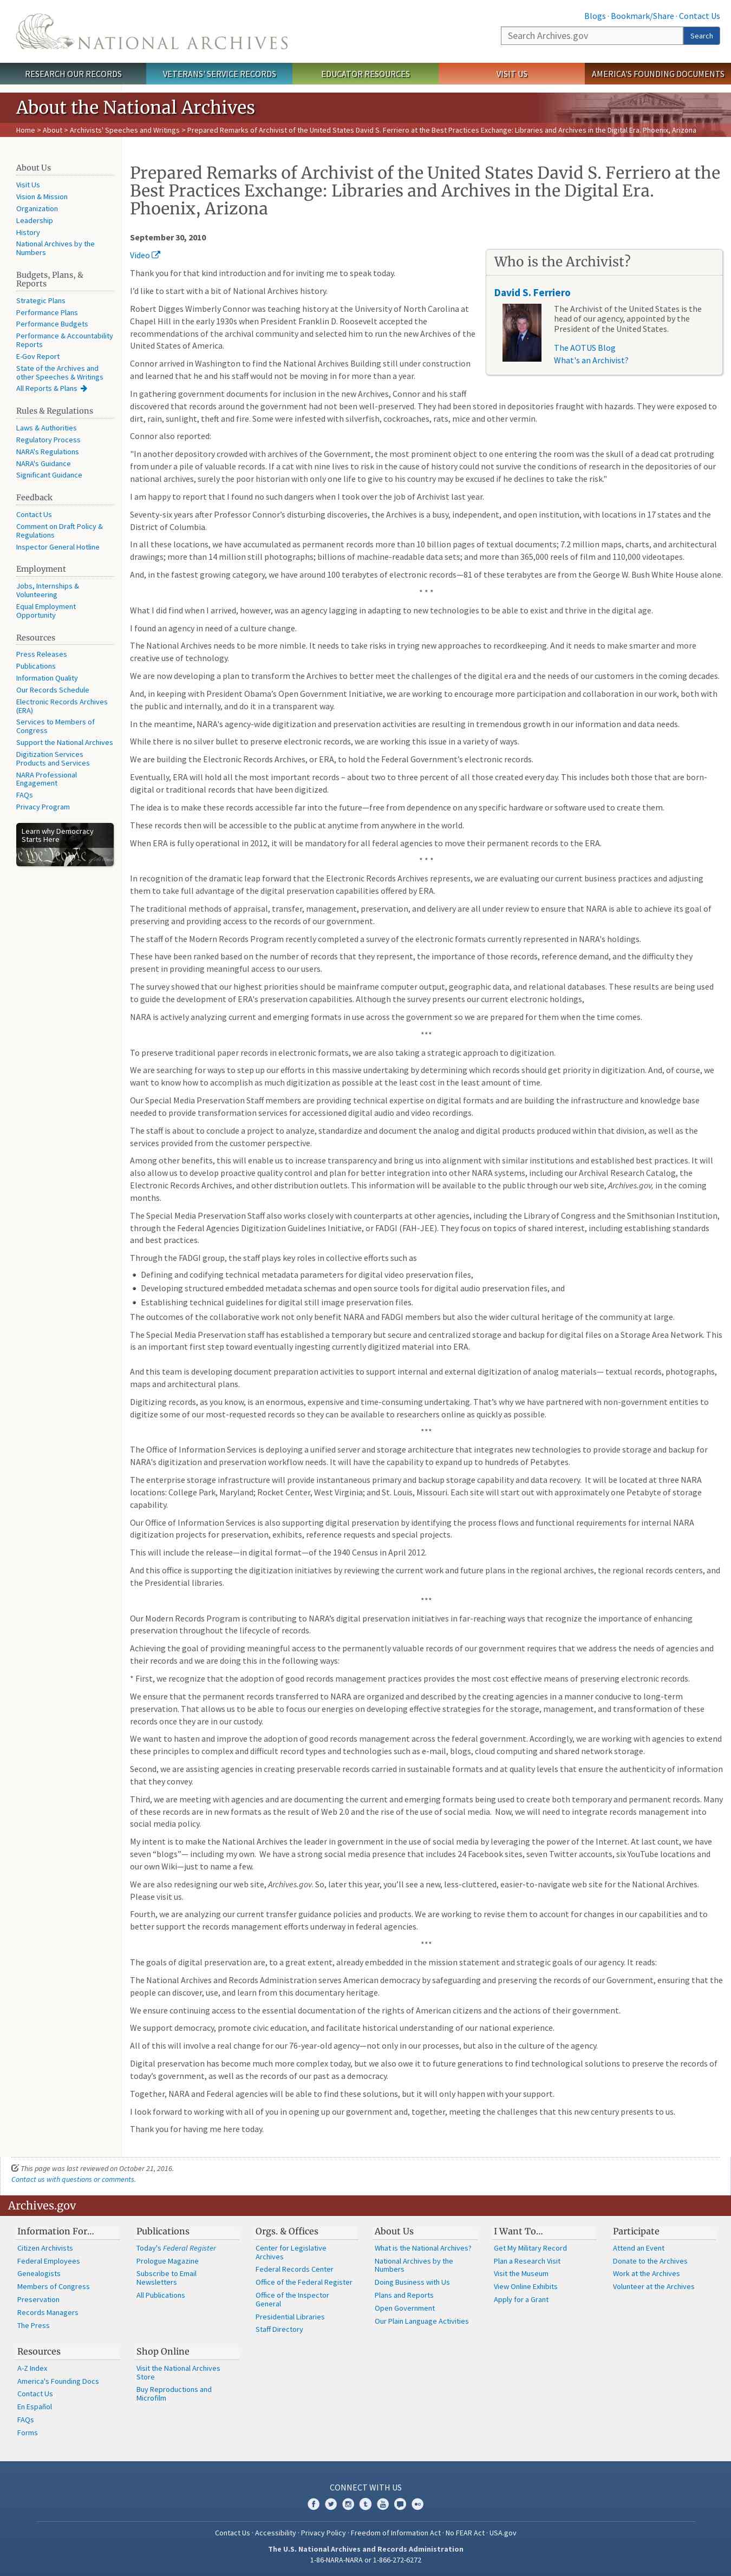 Blogs · Bookmark/Share · Contact Us
NATIONAL ARCHIVES
Search Archives.gov
Search
RESEARCH OUR RECORDS
VETERANS' SERVICE RECORDS
EDUCATOR RESOURCES
VISIT US
AMERICA'S FOUNDING DOCUMENTS
About the National Archives
Home > About > Archivists' Speeches and Writings > Prepared Remarks of Archivist of the United States David S. Ferriero at the Best Practices Exchange: Libraries and Archives in the Digital Era. Phoenix, Arizona
About Us
Visit Us
Vision & Mission
Organization
Leadership
History
National Archives by the
Numbers
Budgets, Plans, &
Reports
Strategic Plans
Performance Plans
Performance Budgets
Performance & Accountability
Reports
E-Gov Report
State of the Archives and
other Speeches & Writings
All Reports & Plans
Rules & Regulations
Laws & Authorities
Regulatory Process
NARA's Regulations
NARA's Guidance
Significant Guidance
Feedback
Contact Us
Comment on Draft Policy &
Regulations
Inspector General Hotline
Employment
Jobs, Internships &
Volunteering
Equal Employment
Opportunity
Resources
Press Releases
Publications
Information Quality
Our Records Schedule
Electronic Records Archives
(ERA)
Services to Members of
Congress
Support the National Archives
Digitization Services
Products and Services
NARA Professional
Engagement
FAQs
Privacy Program
Learn why Democracy
Starts Here
Prepared Remarks of Archivist of the United States David S. Ferriero at the
Best Practices Exchange: Libraries and Archives in the Digital Era.
Phoenix, Arizona
September 30, 2010
Video
Who is the Archivist?
David S. Ferriero
The Archivist of the United States is the
head of our agency, appointed by the
President of the United States.
The AOTUS Blog
What's an Archivist?
Thank you for that kind introduction and for inviting me to speak today.
I'd like to start with a bit of National Archives history.
Robert Digges Wimberly Connor was teaching history at the University of North Carolina at
Chapel Hill in the early 1930s when President Franklin D. Roosevelt accepted the
recommendations of the archival community and selected him to run the new Archives of the
United States of America.
Connor arrived in Washington to find the National Archives Building still under construction
and learned that he and his staff would not be moving in for more than a year.
In gathering government documents for inclusion in the new Archives, Connor and his staff
discovered that records around the government had not been well-preserved. They had been stored in depositories fraught with hazards. They were exposed to
dirt, rain, sunlight, theft and fire. Some were infested with silverfish, cockroaches, rats, mice and other vermin.
Connor also reported:
"In another depository crowded with archives of the Government, the most prominent object to one entering the room was the skull of a dead cat protruding
from under a pile of valuable records. If a cat with nine lives to risk in the cause of history could not survive the conditions of research in the depositories of our
national archives, surely the poor historian with only one life to give to his country may be excused if he declines to take the risk."
I am happy to report that I found no such dangers when I took over the job of Archivist last year.
Seventy-six years after Professor Connor's disturbing discoveries, the Archives is a busy, independent, and open institution, with locations in 17 states and the
District of Columbia.
In all these locations, we have accumulated as permanent records more than 10 billion pages of textual documents; 7.2 million maps, charts, and architectural
drawings; more than 14 million still photographs; billions of machine-readable data sets; and more than 365,000 reels of film and 110,000 videotapes.
And, in the fastest growing category, we have around 100 terabytes of electronic records—81 of these terabytes are from the George W. Bush White House alone.
* * *
What I did find when I arrived, however, was an agency lagging in adapting to new technologies to be able to exist and thrive in the digital age.
I found an agency in need of a culture change.
The National Archives needs to be more nimble. It needs to take risks in trying new approaches to recordkeeping. And it needs to make smarter and more
creative use of technology.
We are now developing a plan to transform the Archives to better meet the challenges of the digital era and the needs of our customers in the coming decades.
And, in keeping with President Obama's Open Government Initiative, we are working to encourage more participation and collaboration in our work, both with
the public and internally, and do it in a transparent way.
In the meantime, NARA's agency-wide digitization and preservation activities are resulting in tremendous growth in our information and data needs.
While there is no silver bullet to preserve electronic records, we are working this issue in a variety of ways.
We are building the Electronic Records Archives, or ERA, to hold the Federal Government's electronic records.
Eventually, ERA will hold all the most important records – about two to three percent of all those created every day. This includes both those that are born-
digital or traditional records that have been digitized.
The idea is to make these records accessible far into the future—free from dependency on any specific hardware or software used to create them.
These records then will be accessible to the public at anytime from anywhere in the world.
When ERA is fully operational in 2012, it will be mandatory for all federal agencies to move their permanent records to the ERA.
* * *
In recognition of the dramatic leap forward that the Electronic Records Archives represents, we are evaluating our current business practices and adjusting
them to take full advantage of the digital preservation capabilities offered by ERA.
The traditional methods of appraisal, transfer, management, preservation, and delivery are all under review to ensure that NARA is able to achieve its goal of
preserving and providing access to the records of our government.
The staff of the Modern Records Program recently completed a survey of the electronic formats currently represented in NARA's holdings.
These have been ranked based on the number of records that they represent, the importance of those records, reference demand, and the difficulty they
present in providing meaningful access to our users.
The survey showed that our highest priorities should be mainframe computer output, geographic data, and relational databases. These results are being used
to guide the development of ERA's preservation capabilities. Although the survey presents our current electronic holdings,
NARA is actively analyzing current and emerging formats in use across the government so we are prepared for them when the time comes.
***
To preserve traditional paper records in electronic formats, we are also taking a strategic approach to digitization.
We are searching for ways to step up our efforts in this massive undertaking by determining which records should get priority in digitization. And, of course, we
want to know how to accomplish as much digitization as possible at the least cost in the least amount of time.
Our Special Media Preservation Staff members are providing technical expertise on digital formats and are building the infrastructure and knowledge base
needed to provide transformation services for accessioned digital audio and video recordings.
The staff is about to conclude a project to analyze, standardize and document the analog and digital products produced within that division, as well as the
services provided from the customer perspective.
Among other benefits, this will enable us to increase transparency and bring us into alignment with similar institutions and established best practices. It will
also allow us to develop proactive quality control and plan for better integration into other NARA systems, including our Archival Research Catalog, the
Electronic Records Archives, and other distribution outlets. This information will be available to the public through our web site, Archives.gov, in the coming
months.
The Special Media Preservation Staff also works closely with counterparts at other agencies, including the Library of Congress and the Smithsonian Institution,
through the Federal Agencies Digitization Guidelines Initiative, or FADGI (FAH-JEE). They focus on topics of shared interest, including establishing standards
and best practices.
Through the FADGI group, the staff plays key roles in collective efforts such as
• Defining and codifying technical metadata parameters for digital video preservation files,
• Developing structured embedded metadata schemas and open source tools for digital audio preservation files, and
• Establishing technical guidelines for digital still image preservation files.
The outcomes of the collaborative work not only benefit NARA and FADGI members but also the wider cultural heritage of the community at large.
The Special Media Preservation staff has established a temporary but secure and centralized storage and backup for digital files on a Storage Area Network. This
is an important first step toward eventually ingesting currently digitized material into ERA.
And this team is developing document preparation activities to support internal and external digitization of analog materials— textual records, photographs,
maps and architectural plans.
Digitizing records, as you know, is an enormous, expensive and time-consuming undertaking. That's why we have partnered with non-government entities to
digitize some of our most-requested records so they can be available to researchers online as quickly as possible.
***
The Office of Information Services is deploying a unified server and storage architecture that integrates new technologies to provide storage and backup for
NARA's digitization and preservation workflow needs. It will have the capability to expand up to hundreds of Petabytes.
The enterprise storage infrastructure will provide instantaneous primary and backup storage capability and data recovery. It will be located at three NARA
locations: College Park, Maryland; Rocket Center, West Virginia; and St. Louis, Missouri. Each site will start out with approximately one Petabyte of storage
capability.
Our Office of Information Services is also supporting digital preservation by identifying the process flows and functional requirements for internal NARA
digitization projects for preservation, exhibits, reference requests and special projects.
This will include the release—in digital format—of the 1940 Census in April 2012.
And this office is supporting the digitization initiatives by reviewing the current work and future plans in the regional archives, the regional records centers, and
the Presidential libraries.
***
Our Modern Records Program is contributing to NARA's digital preservation initiatives in far-reaching ways that recognize the importance of enhancing
preservation throughout the lifecycle of records.
Achieving the goal of providing meaningful access to the permanently valuable records of our government requires that we address the needs of agencies and
their records and we are doing this in the following ways:
* First, we recognize that the adoption of good records management practices provides the most cost effective means of preserving electronic records.
We ensure that the permanent records transferred to NARA are organized and described by the creating agencies in a manner conducive to long-term
preservation. That allows us to be able to focus our energies on developing effective strategies for the storage, management, and transformation of these
records once they are in our custody.
We want to hasten and improve the adoption of good records management across the federal government. Accordingly, we are working with agencies to extend
these principles to complex and difficult record types and technologies such as e-mail, blogs, cloud computing and shared network storage.
Second, we are assisting agencies in creating preservable records carried in sustainable formats and at quality levels that ensure the authenticity of information
that they convey.
Third, we are meeting with agencies and are documenting the current and emerging formats being used to create both temporary and permanent records. Many
of these records are in new formats as the result of Web 2.0 and the rise of the use of social media. Now, we will need to integrate records management into
social media policy.
My intent is to make the National Archives the leader in government in the use of social media by leveraging the power of the Internet. At last count, we have
seven “blogs”— including my own. We have a strong social media presence that includes 24 Facebook sites, seven Twitter accounts, six YouTube locations and
our own Wiki—just to name a few.
We are also redesigning our web site, Archives.gov. So, later this year, you'll see a new, less-cluttered, easier-to-navigate web site for the National Archives.
Please visit us.
Fourth, we are analyzing our current transfer guidance policies and products. We are working to revise them to account for changes in our capabilities and to
better support the records management efforts underway in federal agencies.
***
The goals of digital preservation are, to a great extent, already embedded in the mission statement and strategic goals of our agency. It reads:
The National Archives and Records Administration serves American democracy by safeguarding and preserving the records of our Government, ensuring that the
people can discover, use, and learn from this documentary heritage.
We ensure continuing access to the essential documentation of the rights of American citizens and the actions of their government.
We support democracy, promote civic education, and facilitate historical understanding of our national experience.
All of this will involve a real change for our 76-year-old agency—not only in our processes, but also in the culture of the agency.
Digital preservation has become much more complex today, but we also owe it to future generations to find technological solutions to preserve the records of
today's government, as well as the records of our past as a democracy.
Together, NARA and Federal agencies will be able to find these solutions, but it will only happen with your support.
I look forward to working with all of you in opening up our government and, together, meeting the challenges that this new century presents to us.
Thank you for having me here today.
This page was last reviewed on October 21, 2016.
Contact us with questions or comments.
Archives.gov
Information For…
Citizen Archivists
Federal Employees
Genealogists
Members of Congress
Preservation
Records Managers
The Press
Publications
Today's Federal Register
Prologue Magazine
Subscribe to Email
Newsletters
All Publications
Orgs. & Offices
Center for Legislative
Archives
Federal Records Center
Office of the Federal Register
Office of the Inspector
General
Presidential Libraries
Staff Directory
About Us
What is the National Archives?
National Archives by the
Numbers
Doing Business with Us
Plans and Reports
Open Government
Our Plain Language Activities
I Want To…
Get My Military Record
Plan a Research Visit
Visit the Museum
View Online Exhibits
Apply for a Grant
Participate
Attend an Event
Donate to the Archives
Work at the Archives
Volunteer at the Archives
Resources
A-Z Index
America's Founding Docs
Contact Us
En Español
FAQs
Forms
Shop Online
Visit the National Archives
Store
Buy Reproductions and
Microfilm
CONNECT WITH US
Contact Us · Accessibility · Privacy Policy · Freedom of Information Act · No FEAR Act · USA.gov
The U.S. National Archives and Records Administration
1-86-NARA-NARA or 1-866-272-6272